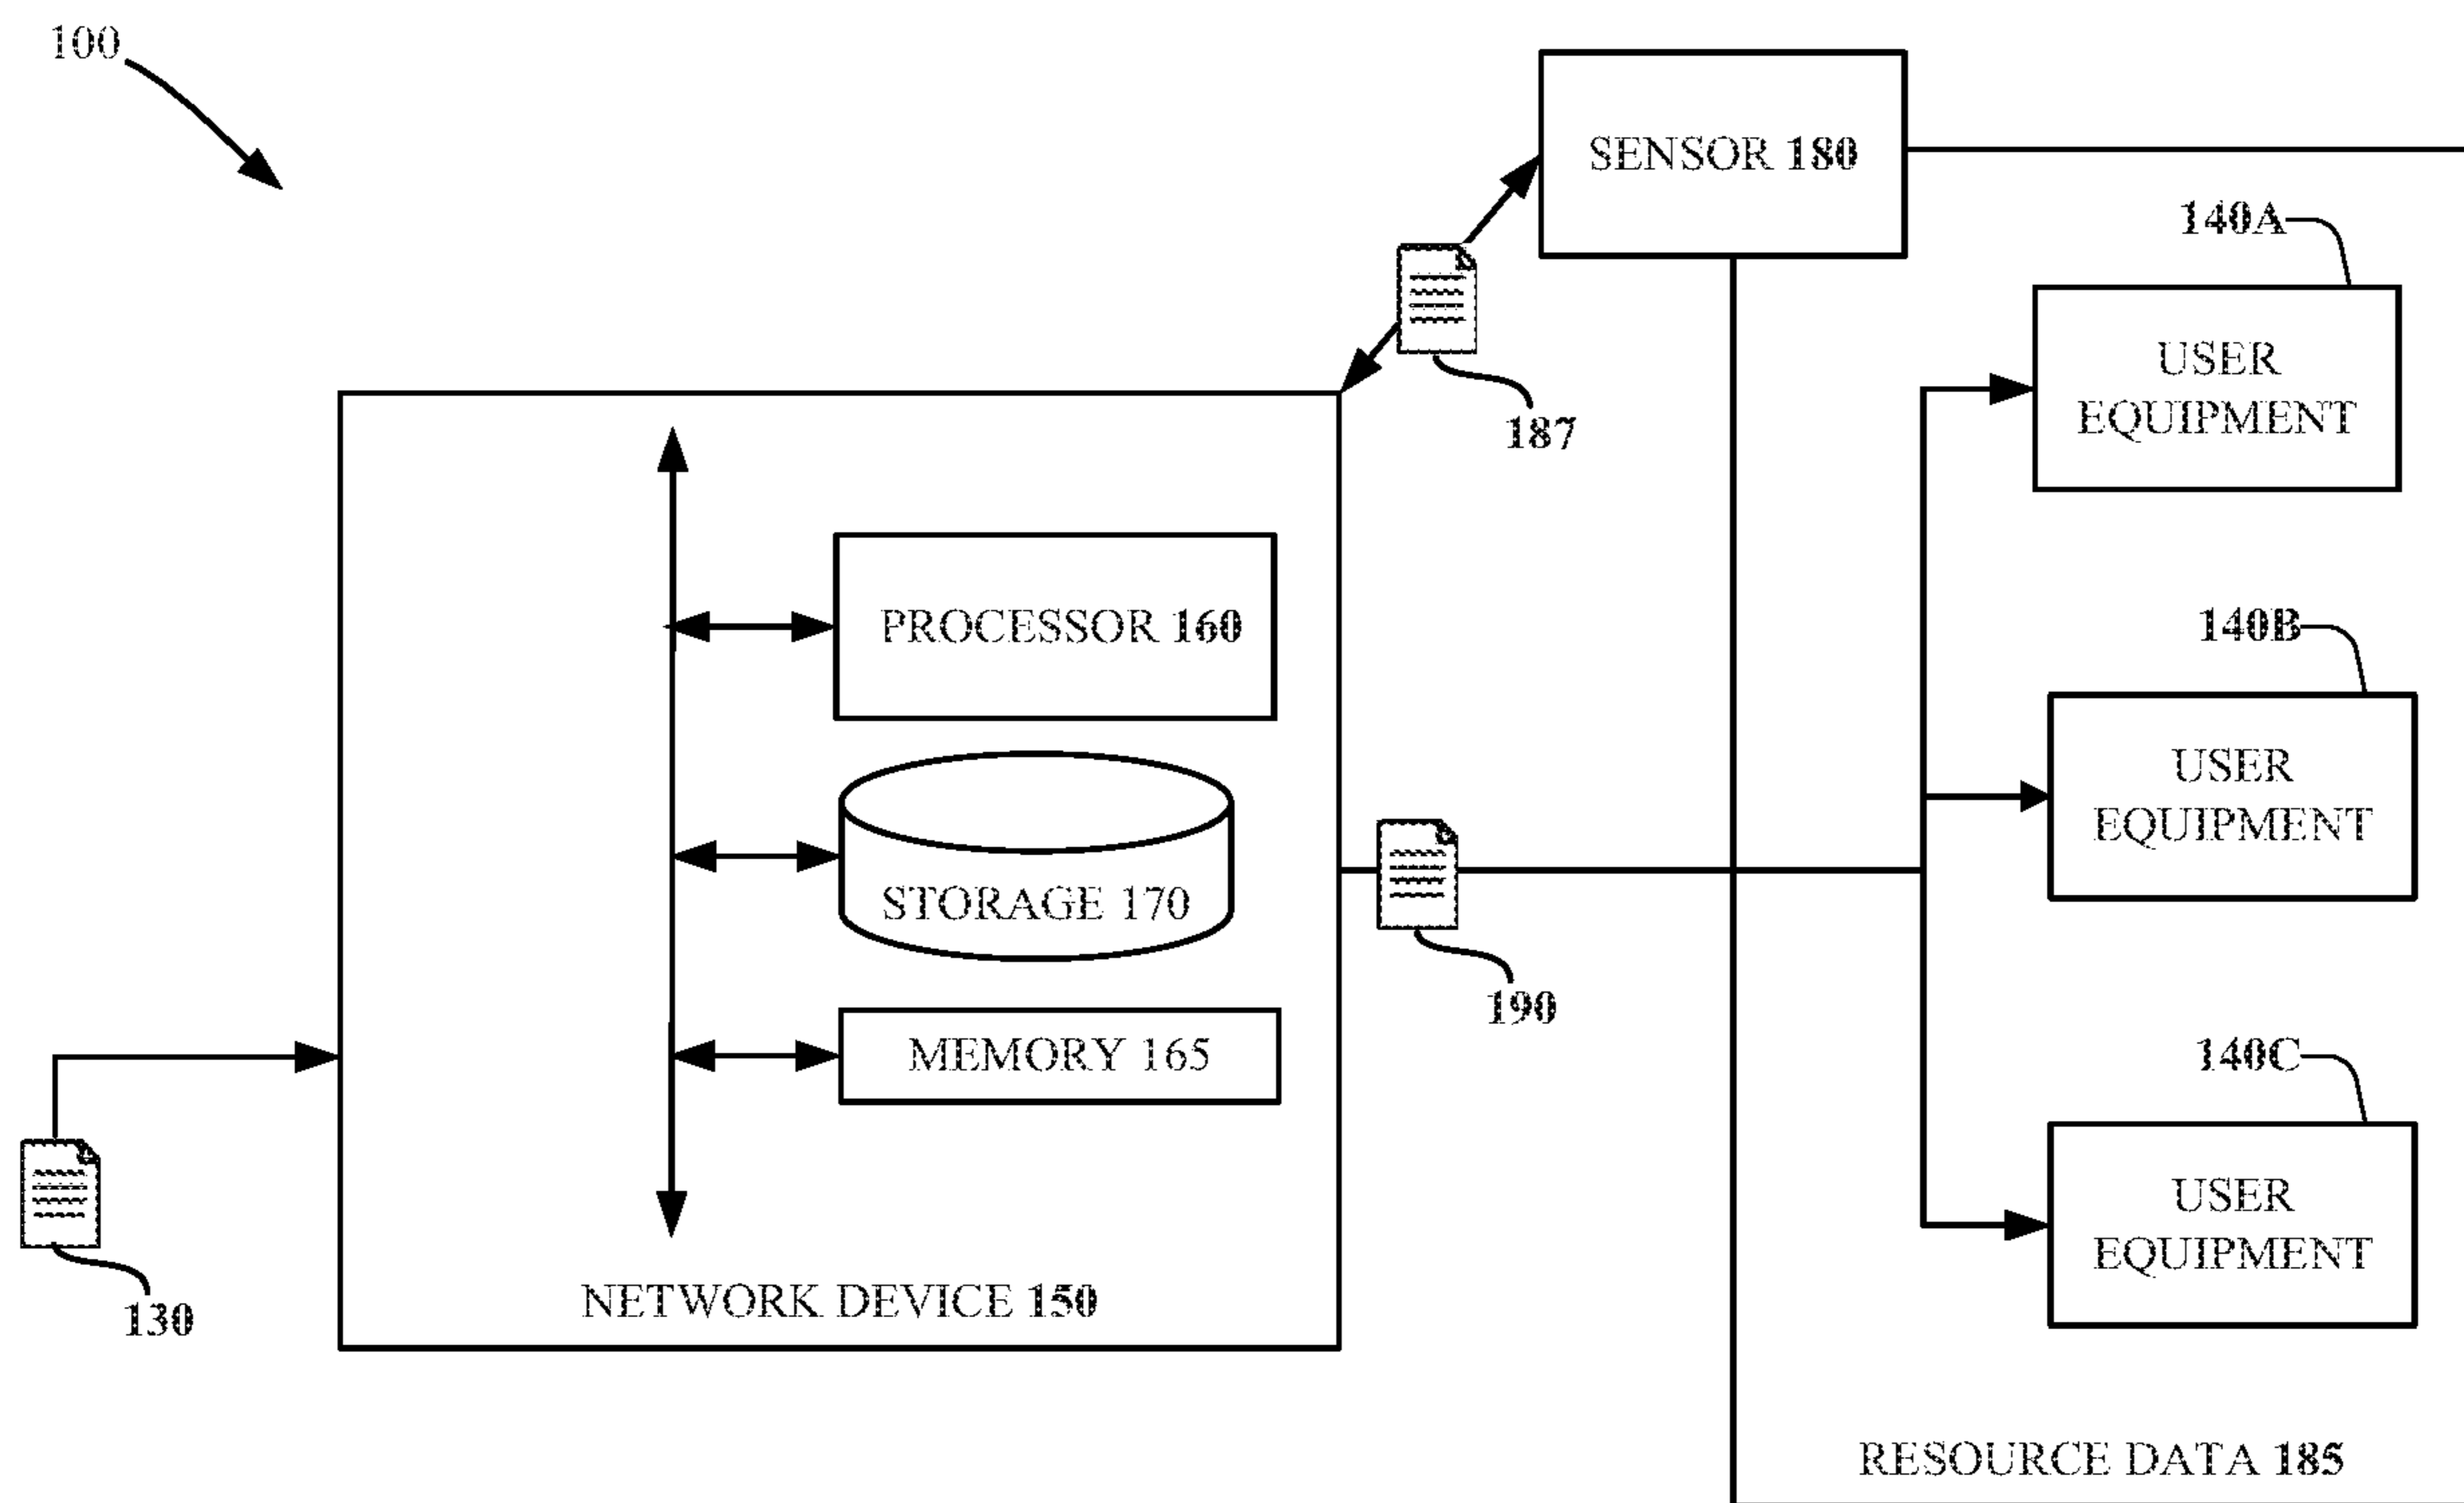 100
SENSOR 180
140A
USER
EQUIPMENT
187
PROCESSOR 160
140B
USER
EQUIPMENT
STORAGE 170
190
MEMORY 165
140C
USER
EQUIPMENT
NETWORK DEVICE 150
130
RESOURCE DATA 185